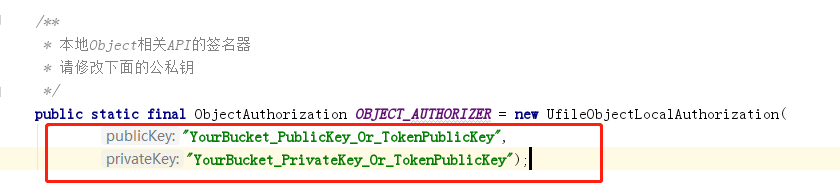 /**
* 本地Object相关API的签名器
* 请修改下面的公私钥
*/
public static final ObjectAuthorization OBJECT_AUTHORIZER = new UfileObjectLocalAuthorization(
publicKey: "YourBucket_PublicKey_Or_TokenPublicKey",
privateKey: "YourBucket_PrivateKey_Or_TokenPublicKey");